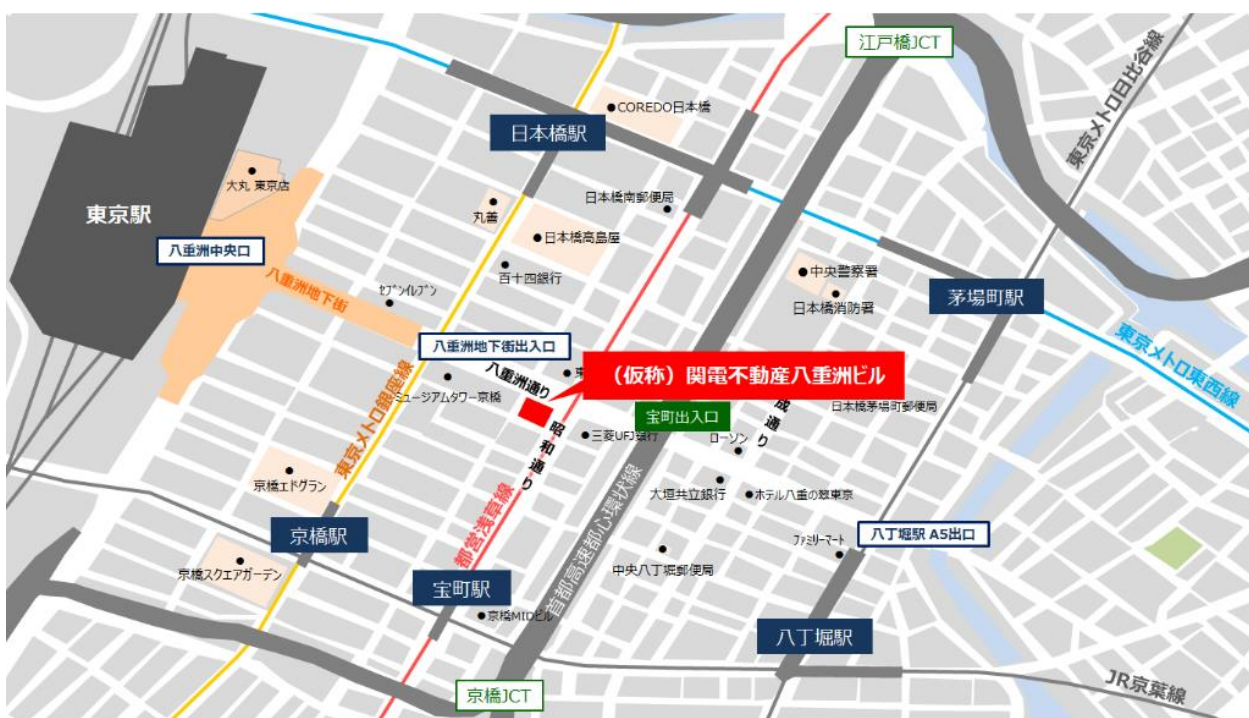 江戸橋JCT
東京メトロ日比谷線
COREDO日本橋
日本橋駅
大丸 東京店
東京駅
丸善
日本橋南郵便局
八重洲中央口
日本橋高島屋
八重洲地下街
百十四銀行
中央警察署
セブンイレブン
日本橋消防署
茅場町駅
八重洲地下街出入口
東京メトロ東西線
八重洲通り
東
(仮称)関電不動産八重洲ビル
ミュージアムタワー京橋
宝町出入口
成通り
日本橋茅場町郵便局
東京メトロ銀座線
昭和通り
三菱UFJ銀行
ローソン
京橋エドグラン
大垣共立銀行
ホテル八重の翠東京
都営浅草線
首都高速都心環状線
京橋駅
ファミリーマート
八丁堀駅 A5出口
京橋スクエアガーデン
宝町駅
中央八丁堀郵便局
京橋MIDビル
八丁堀駅
京橋JCT
JR京葉線